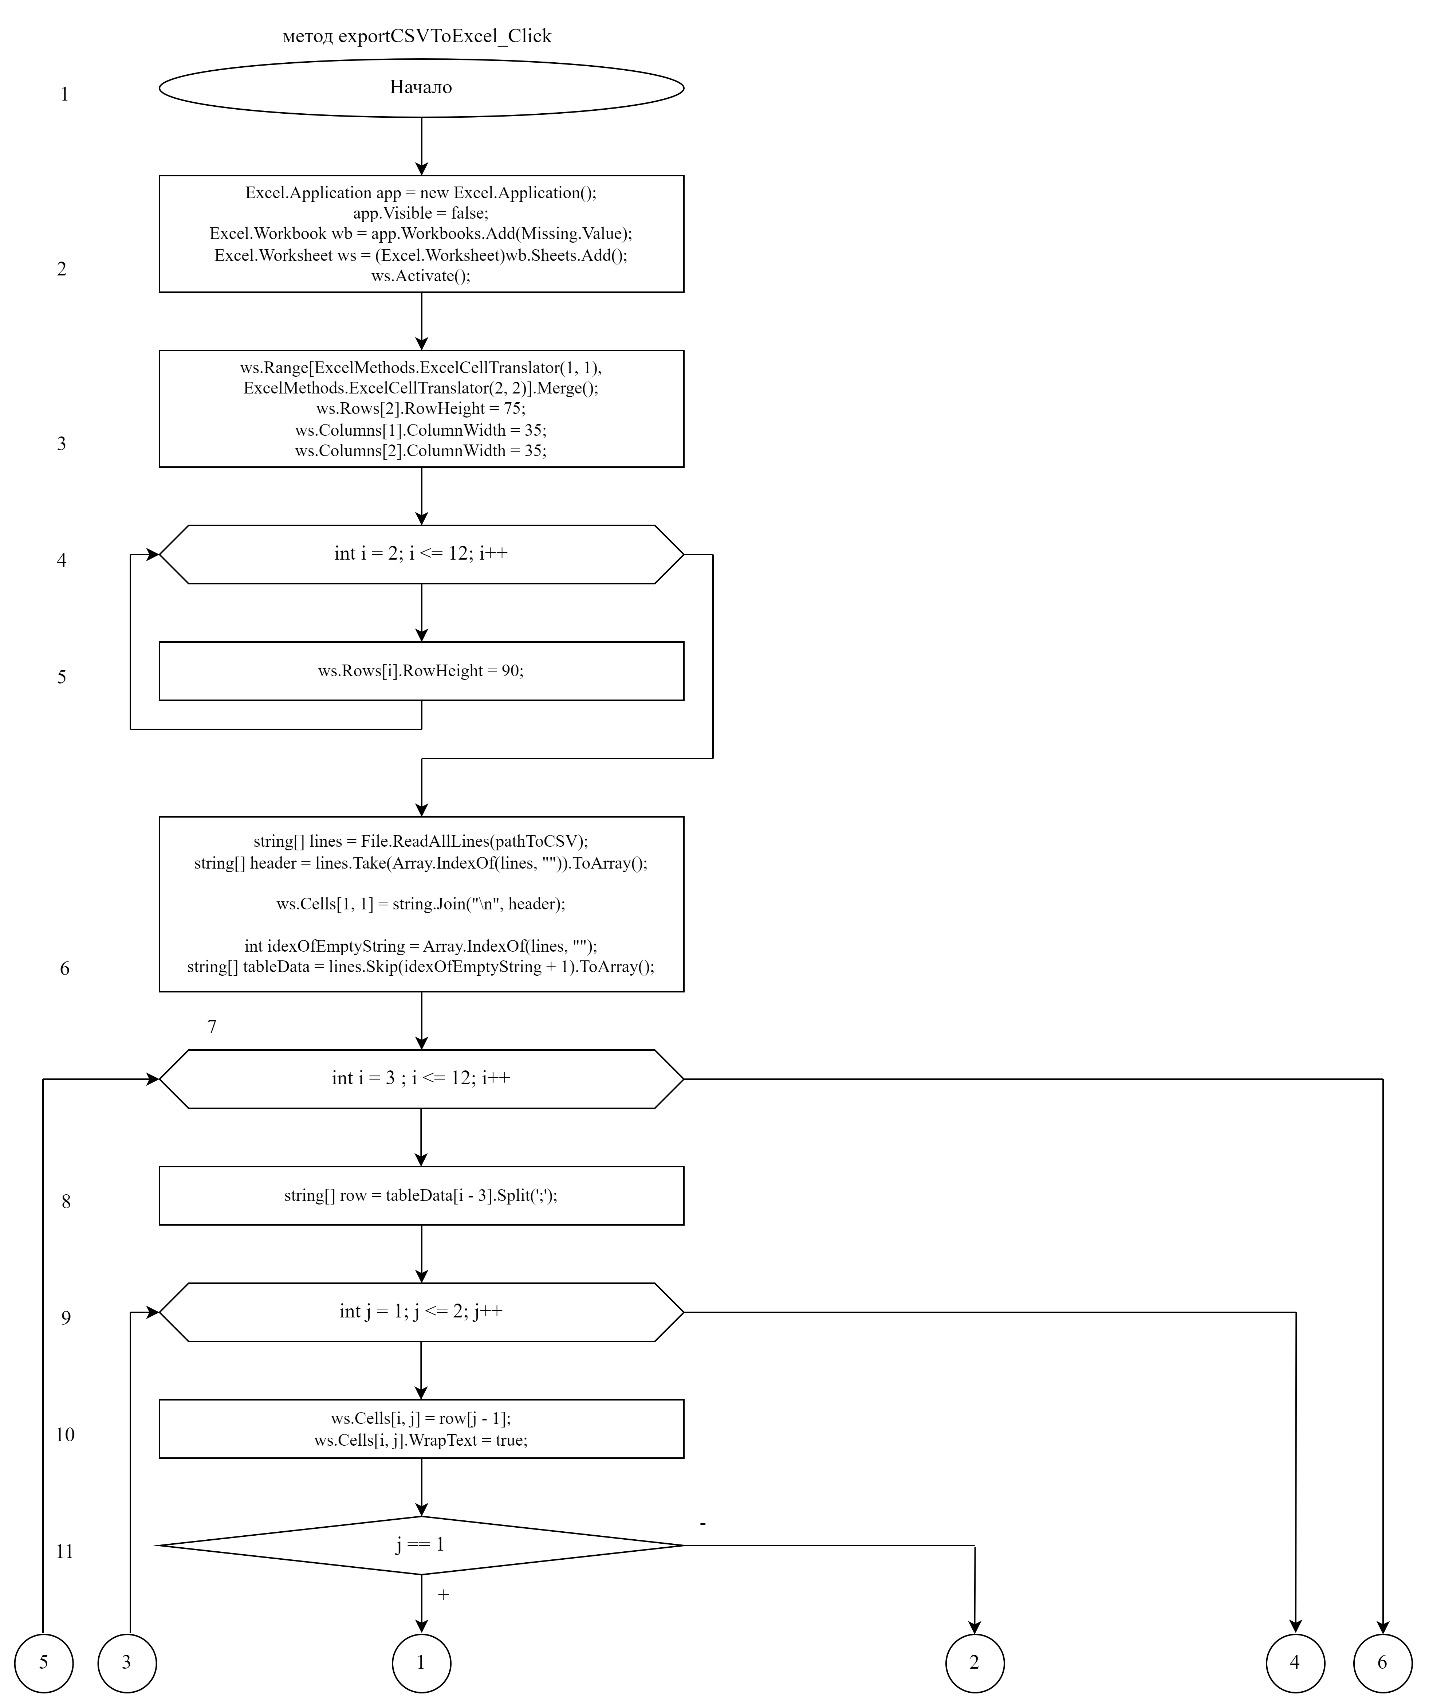 метод exportCSVToExcel_Click
1
Начало
Excel.Application app = new Excel.Application();
app.Visible = false;
Excel.Workbook wb = app.Workbooks.Add(Missing.Value);
Excel.Worksheet ws = (Excel.Worksheet)wb.Sheets.Add();
ws.Activate();
2
ws.Range[ExcelMethods.ExcelCellTranslator(1, 1),
ExcelMethods.ExcelCellTranslator(2, 2)].Merge();
ws.Rows[2].RowHeight = 75;
ws.Columns[1].ColumnWidth = 35;
ws.Columns[2].ColumnWidth = 35;
3
4
int i = 2; i <= 12; i++
5
ws.Rows[i].RowHeight = 90;
string[] lines = File.ReadAllLines(pathToCSV);
string[] header = lines.Take(Array.IndexOf(lines, "")).ToArray();
ws.Cells[1, 1] = string.Join("\n", header);
int idexOfEmptyString = Array.IndexOf(lines, "");
string[] tableData = lines.Skip(idexOfEmptyString + 1).ToArray();
6
7
int i = 3 ; i <= 12; i++
8
string[] row = tableData[i - 3].Split(';');
9
int j = 1; j <= 2; j++
10
ws.Cells[i, j] = row[j - 1];
ws.Cells[i, j].WrapText = true;
-
11
j == 1
+
5 3 1 2 4 6